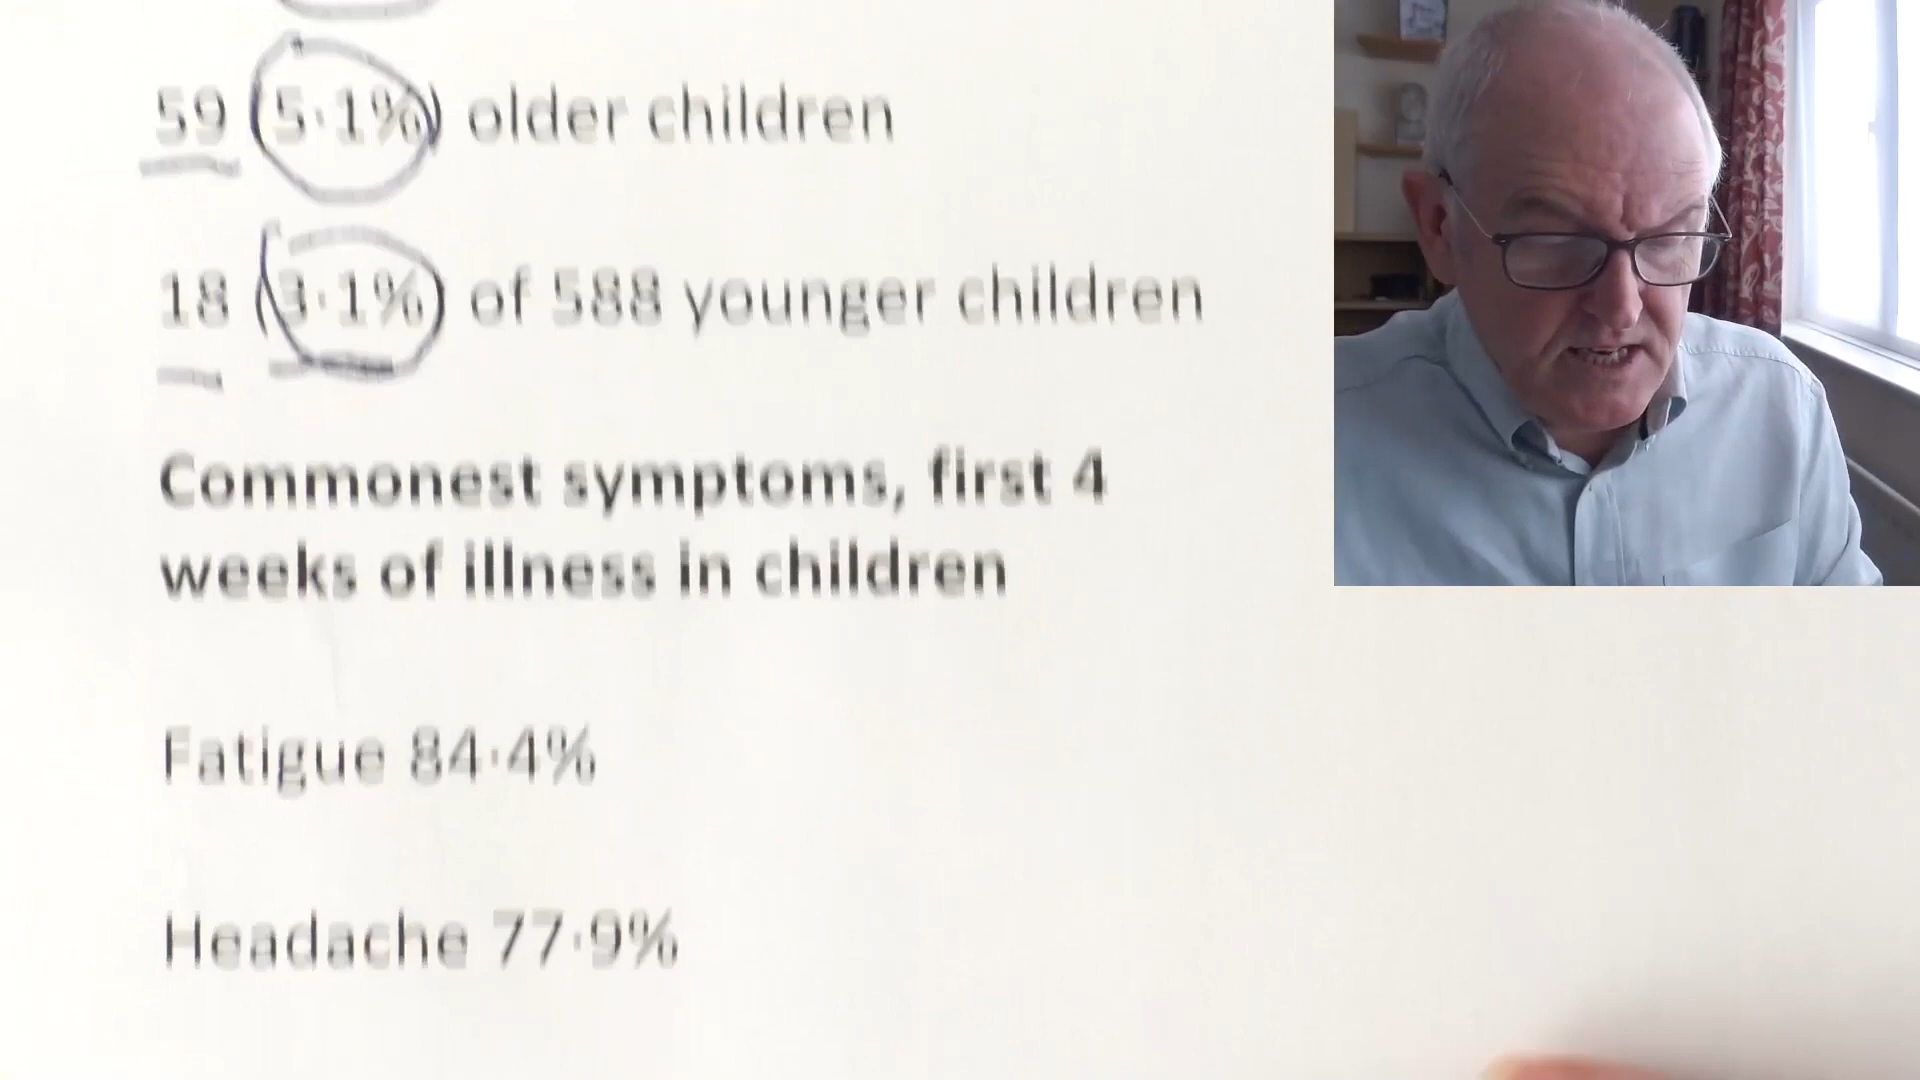 59 (5·1%) older children
18 (3·1%) of 588 younger children
Commonest symptoms, first 4
weeks of illness in children
Fatigue 84·4%
Headache 77·9%